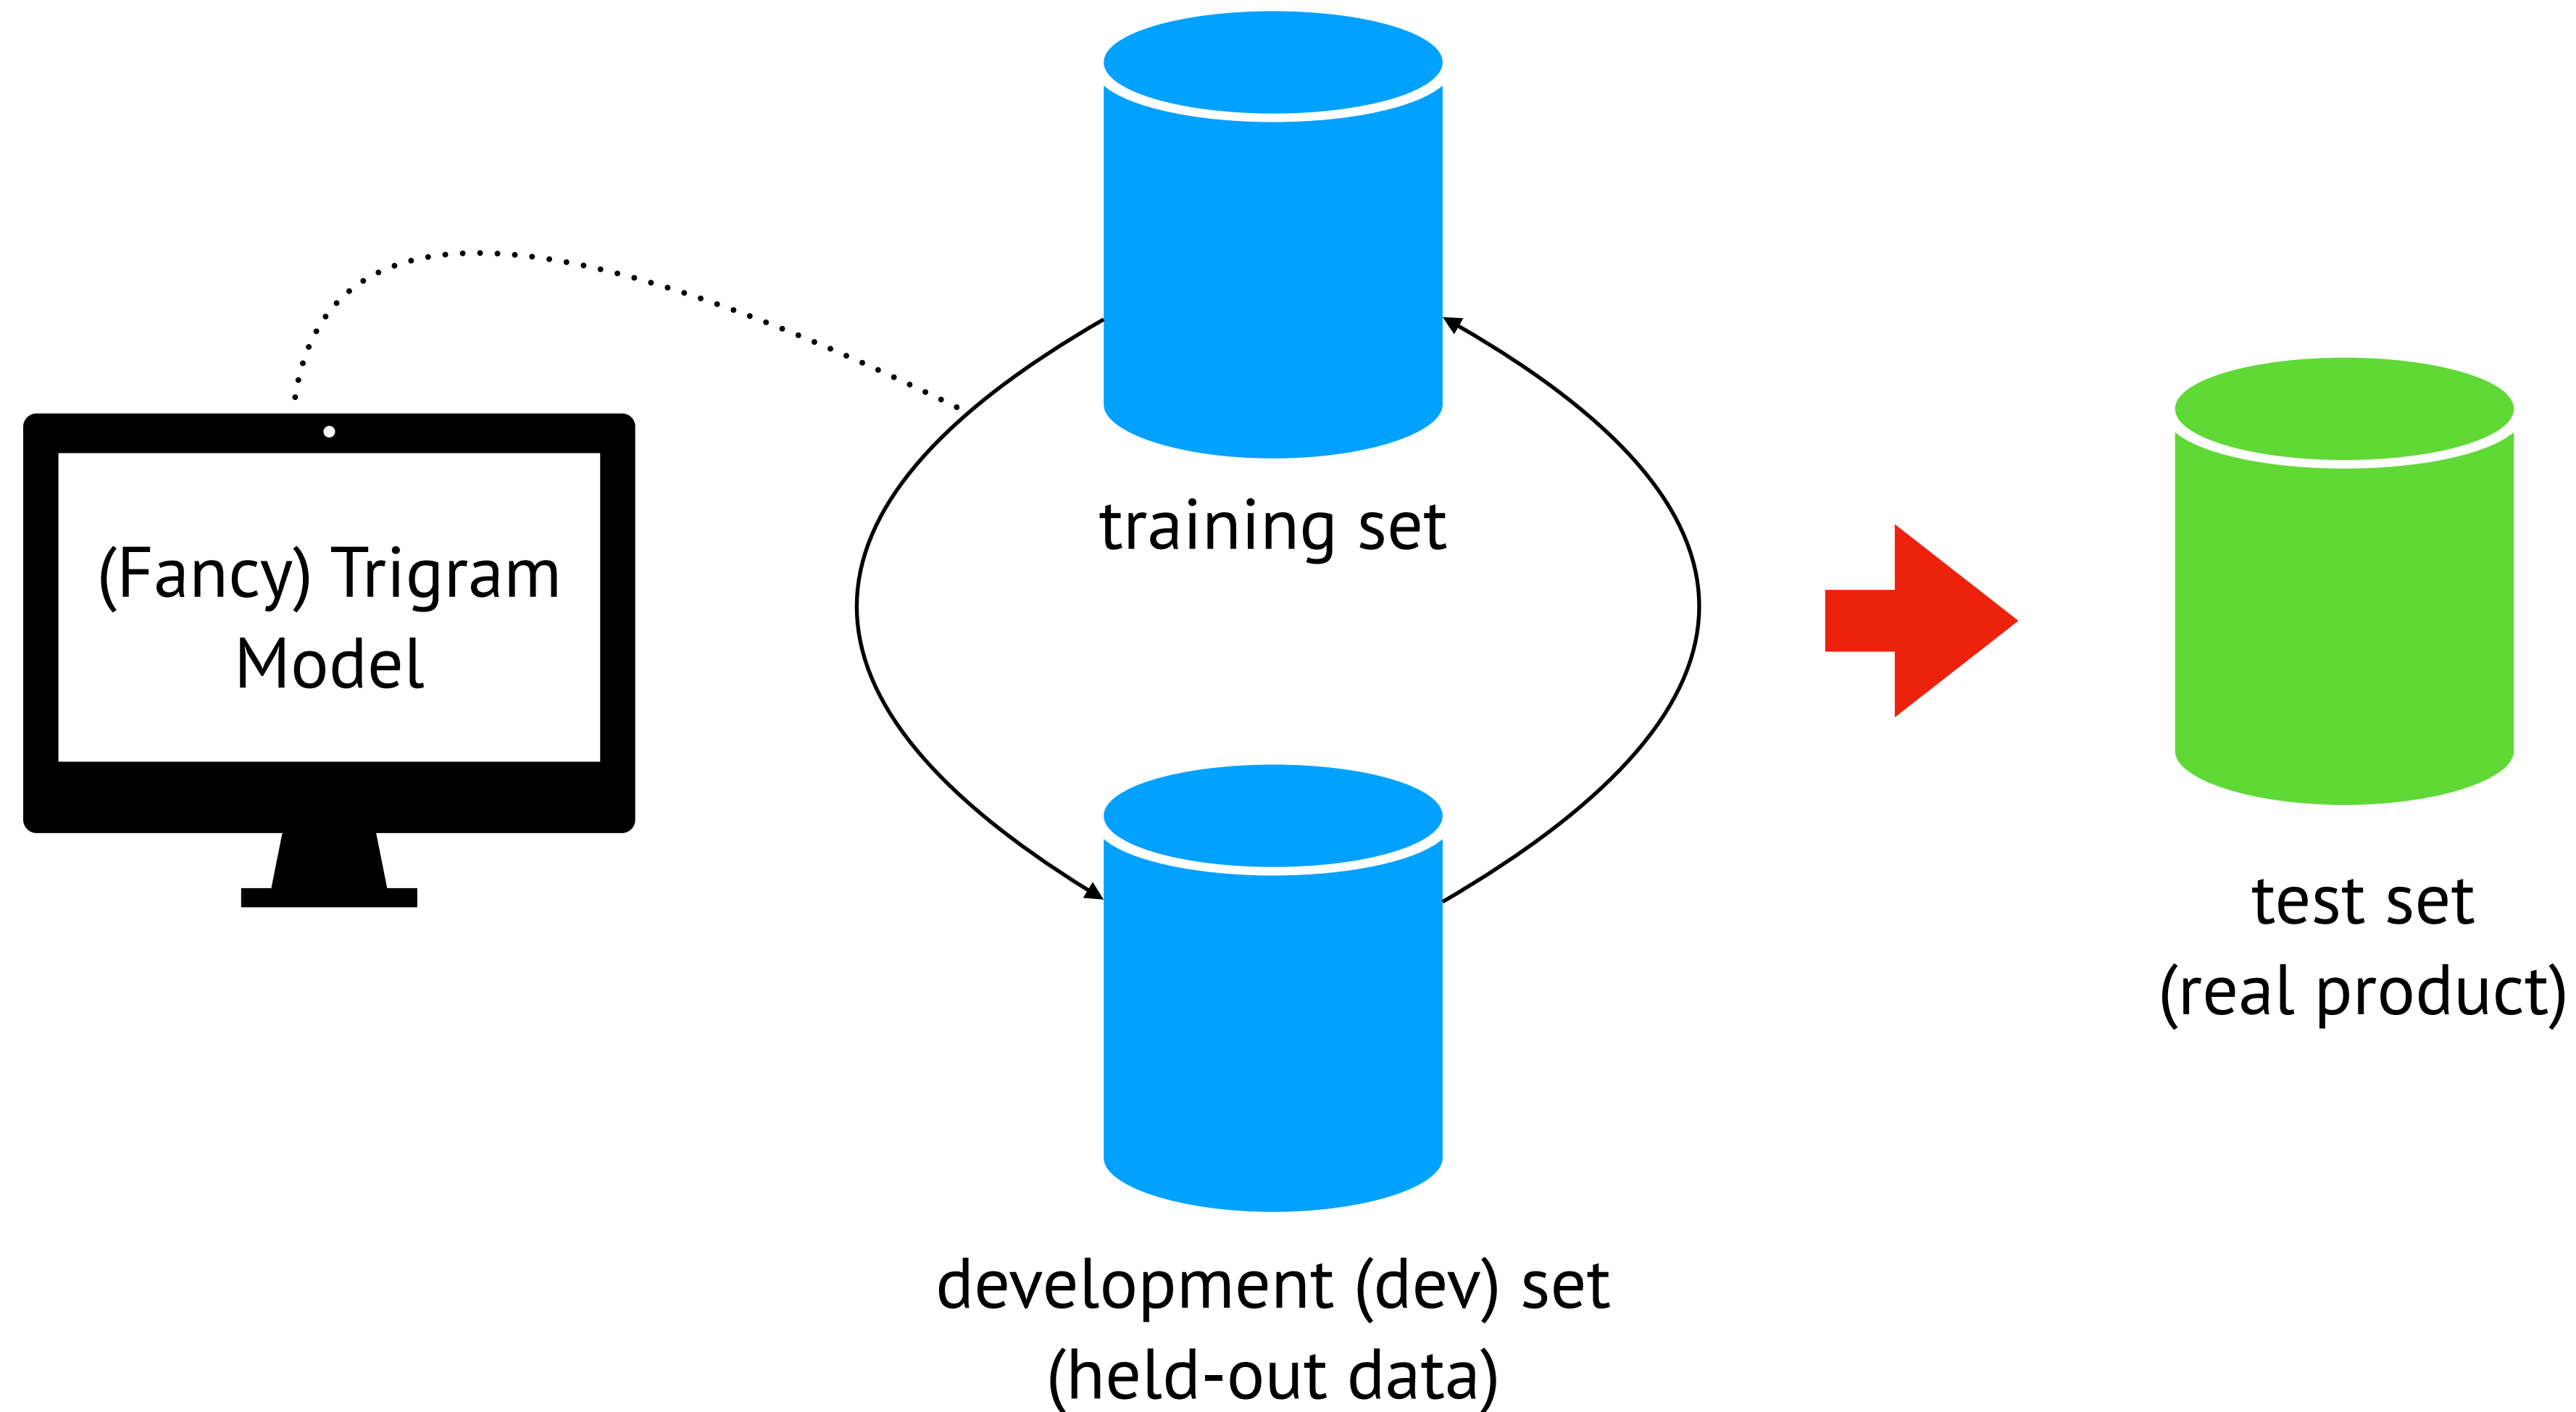 (Fancy) Trigram
Model
training set
development (dev) set
(held-out data)
test set
(real product)